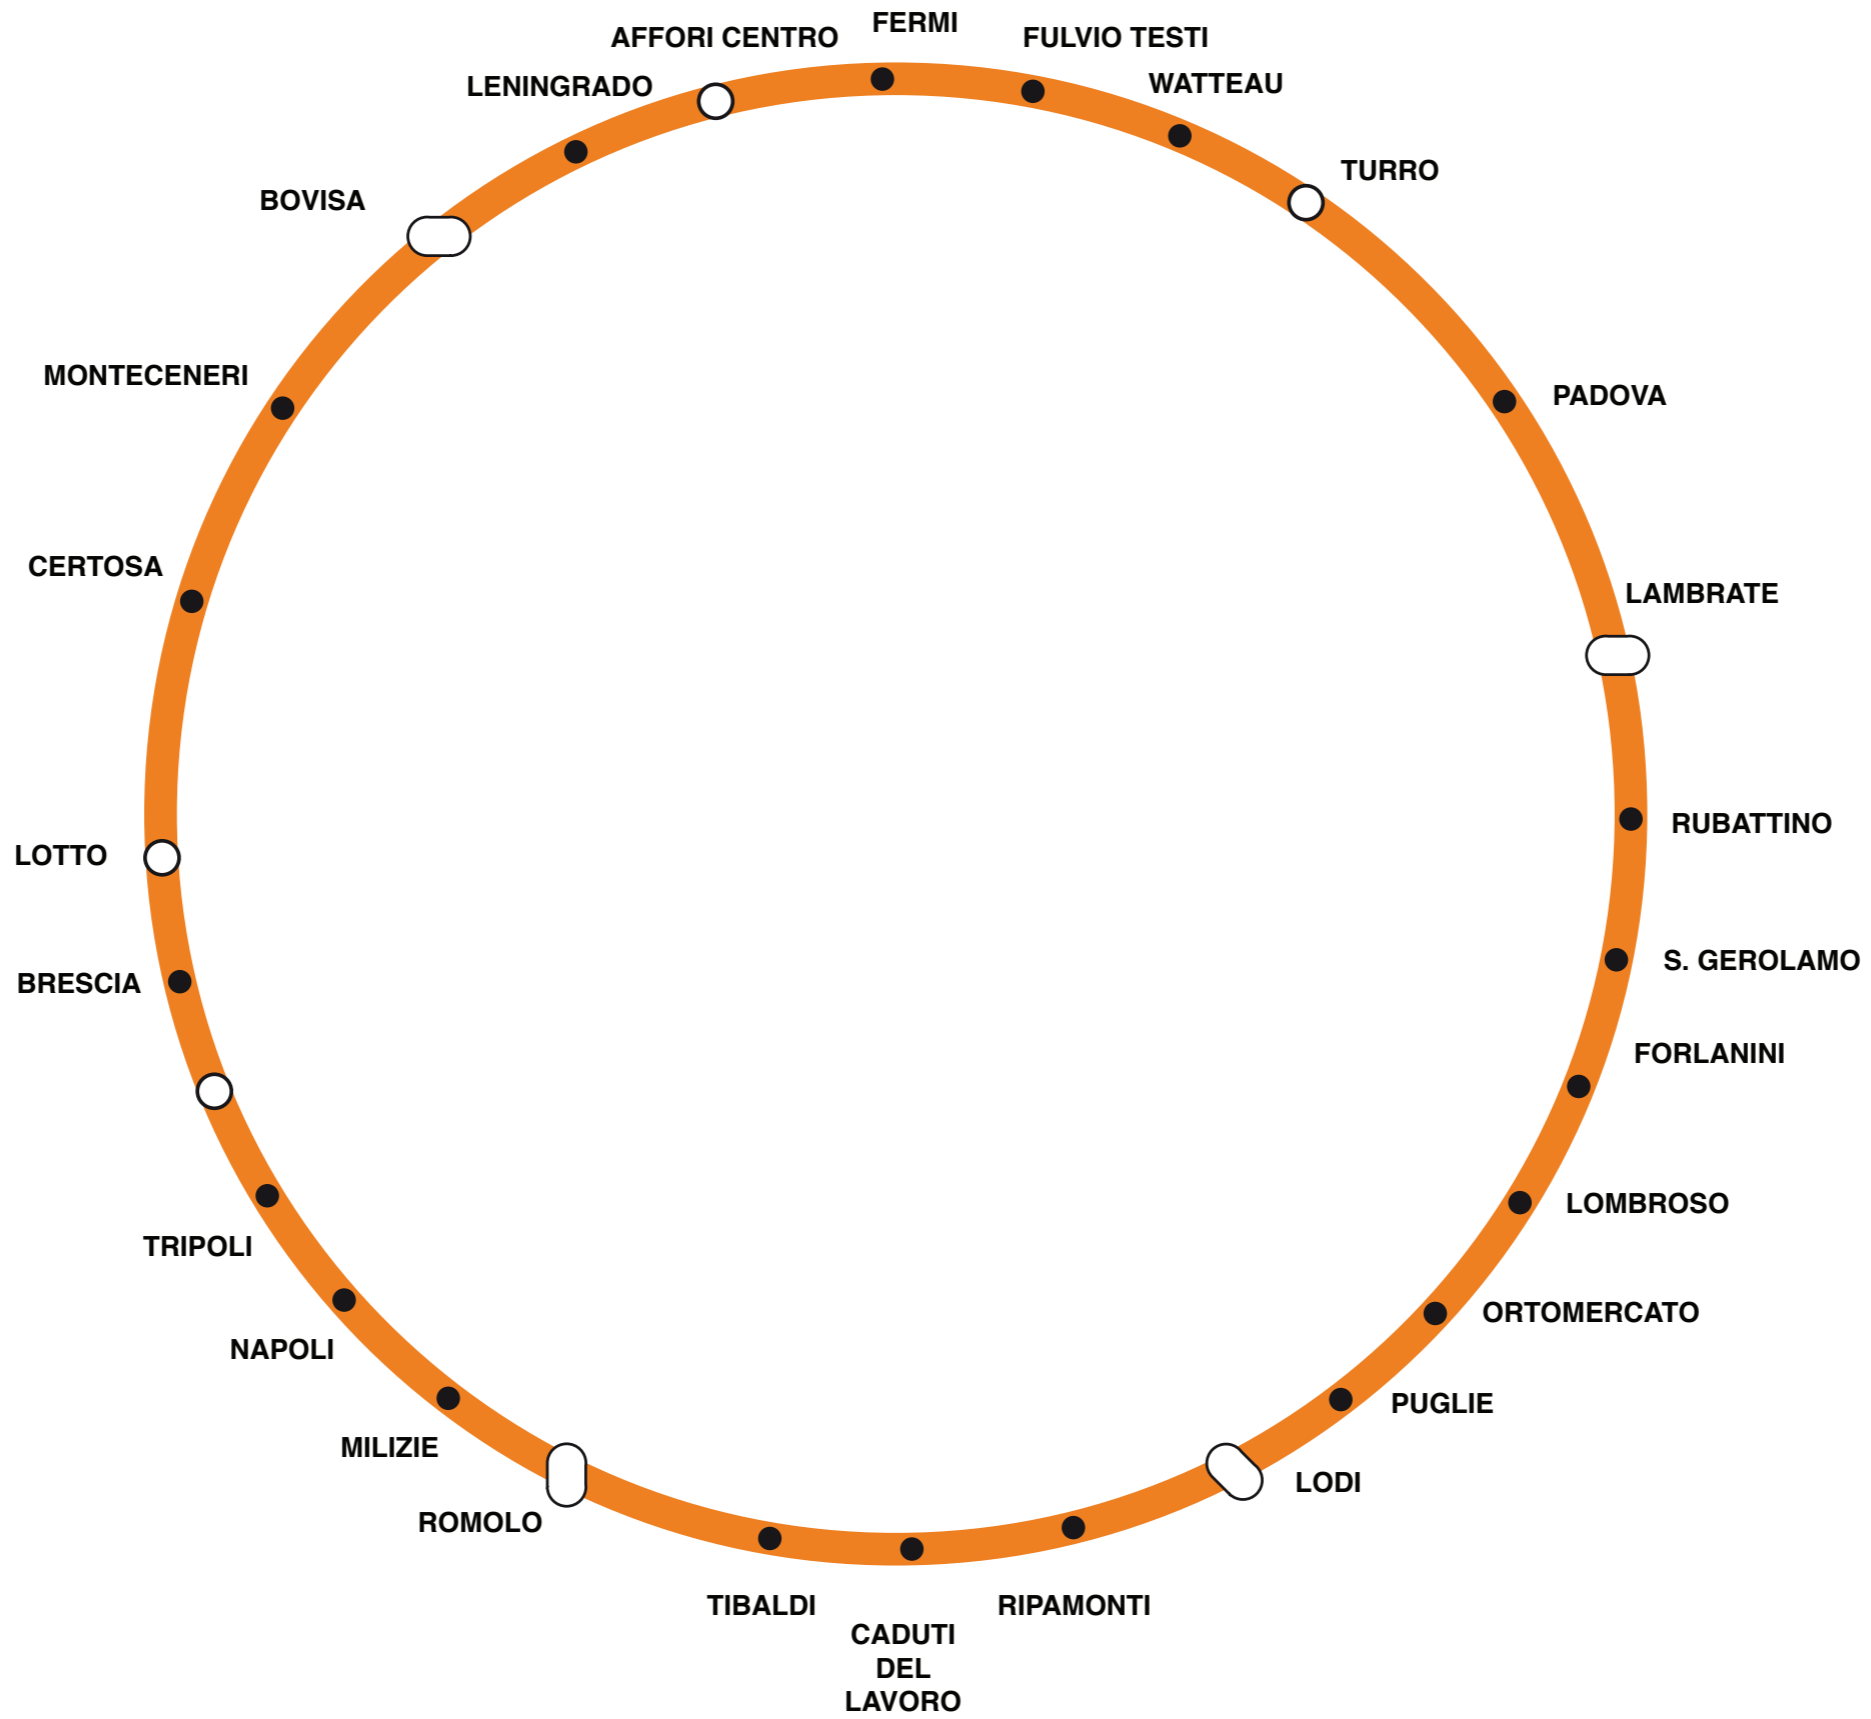 FERMI
AFFORI CENTRO
FULVIO TESTI
LENINGRADO
WATTEAU
TURRO
BOVISA
MONTECENERI
PADOVA
CERTOSA
LAMBRATE
RUBATTINO
LOTTO
S. GEROLAMO
BRESCIA
FORLANINI
LOMBROSO
TRIPOLI
ORTOMERCATO
NAPOLI
PUGLIE
MILIZIE
LODI
ROMOLO
TIBALDI
RIPAMONTI
CADUTI
DEL
LAVORO